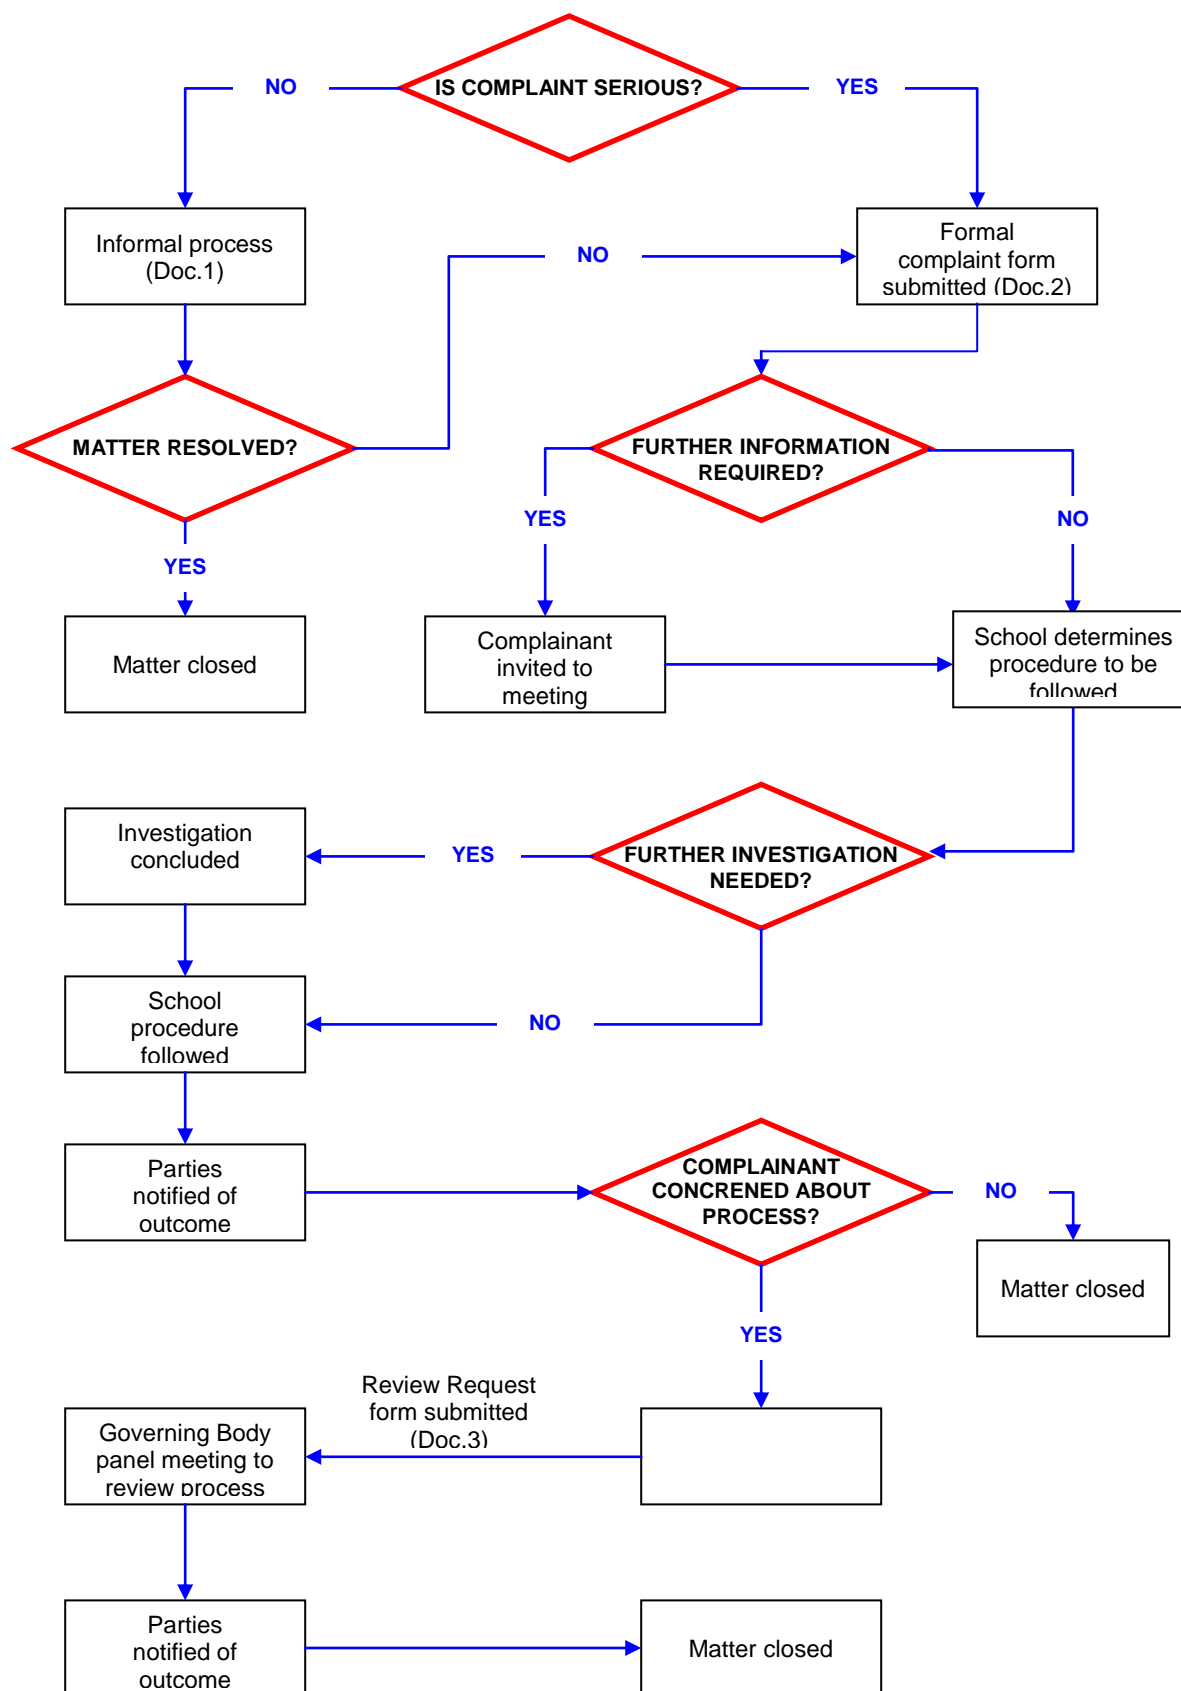 IS COMPLAINT SERIOUS?
NO
YES
Informal process
(Doc.1)
NO
Formal
complaint form
submitted (Doc.2)
MATTER RESOLVED?
FURTHER INFORMATION
REQUIRED?
YES
YES
NO
Matter closed
Complainant
invited to
meeting
School determines
procedure to be
followed
Investigation
concluded
YES
FURTHER INVESTIGATION
NEEDED?
School
procedure
followed
NO
Parties
notified of
outcome
COMPLAINANT
CONCRENED ABOUT
PROCESS?
NO
Matter closed
YES
Review Request
form submitted
(Doc.3)
Governing Body
panel meeting to
review process
Parties
notified of
outcome
Matter closed